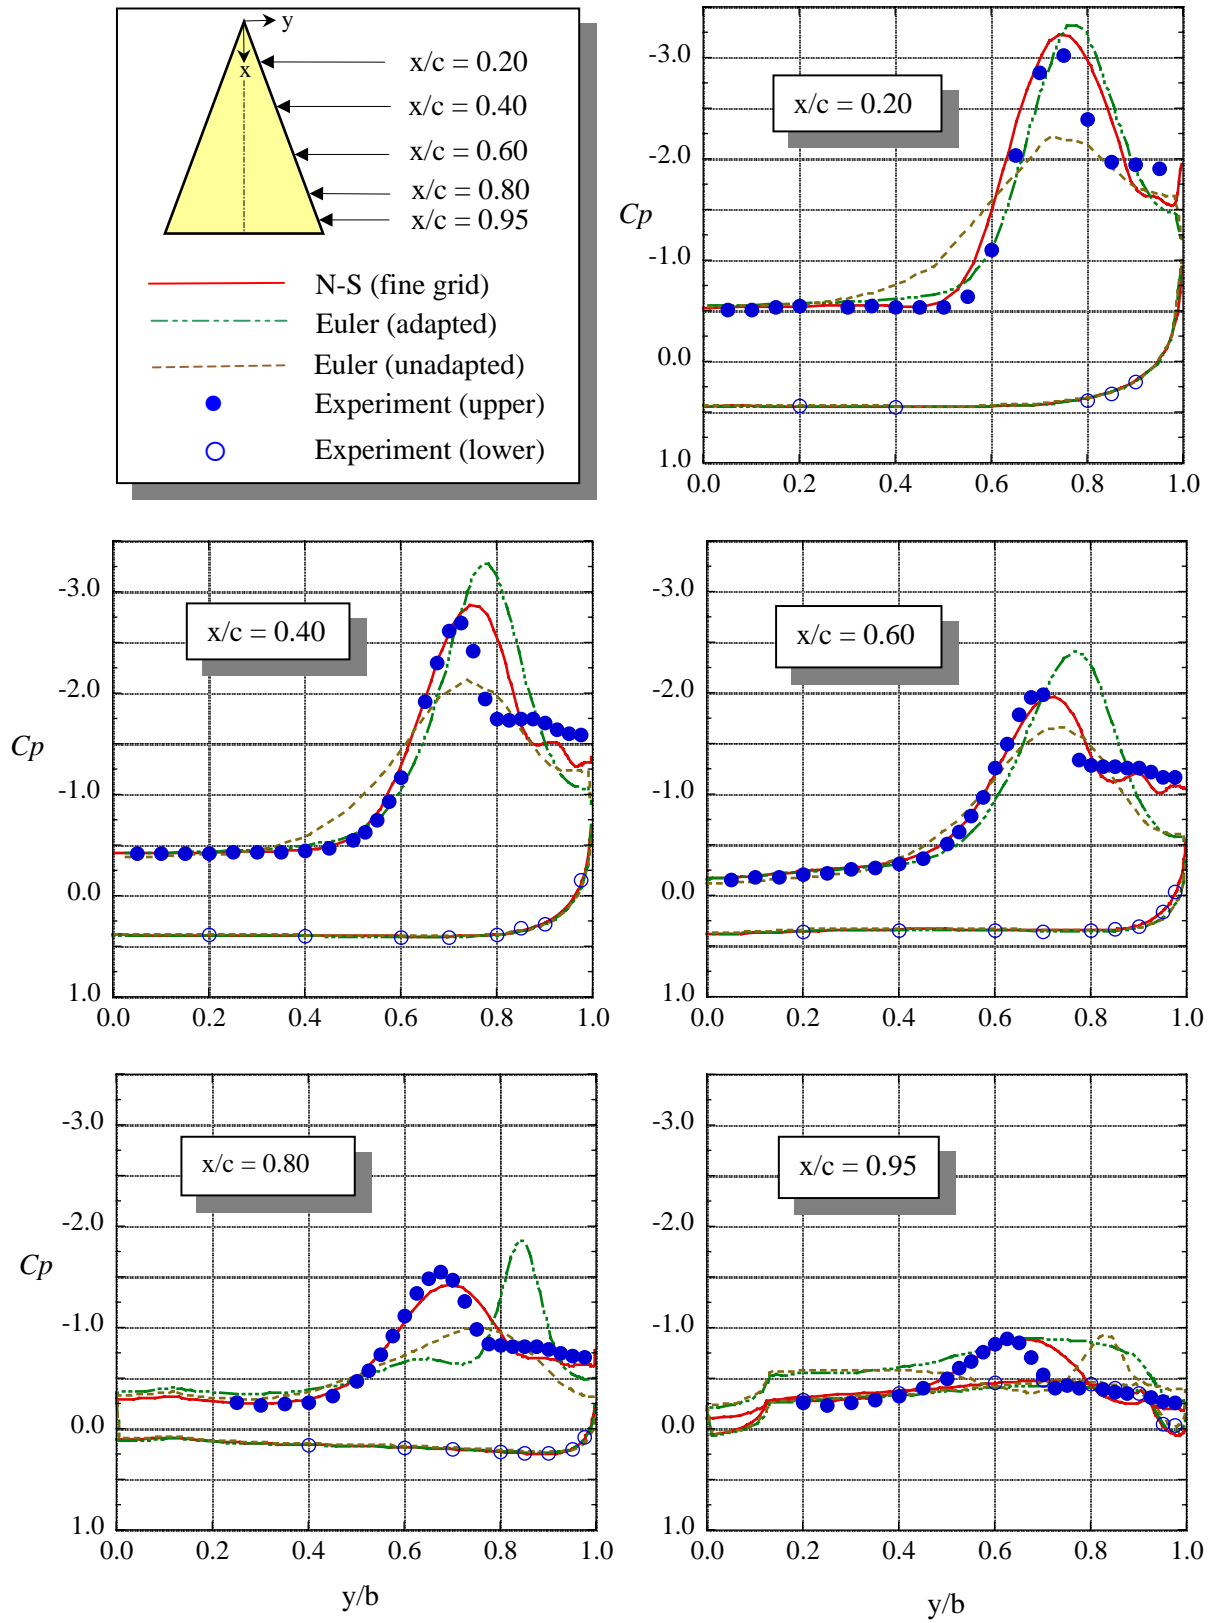 y
x
x/c = 0.20
x/c = 0.40
x/c = 0.60
x/c = 0.80
x/c = 0.95
N-S (fine grid)
Euler (adapted)
Euler (unadapted)
Experiment (upper)
Experiment (lower)
-3.0
-2.0
-1.0
0.0
1.0
Cp
x/c = 0.20
0.0 0.2 0.4 0.6 0.8 1.0
-3.0
-2.0
-1.0
0.0
1.0
Cp
x/c = 0.40
0.0 0.2 0.4 0.6 0.8 1.0
-3.0
-2.0
-1.0
0.0
1.0
x/c = 0.60
0.0 0.2 0.4 0.6 0.8 1.0
-3.0
-2.0
-1.0
0.0
1.0
Cp
x/c = 0.80
0.0 0.2 0.4 0.6 0.8 1.0
y/b
-3.0
-2.0
-1.0
0.0
1.0
x/c = 0.95
0.0 0.2 0.4 0.6 0.8 1.0
y/b